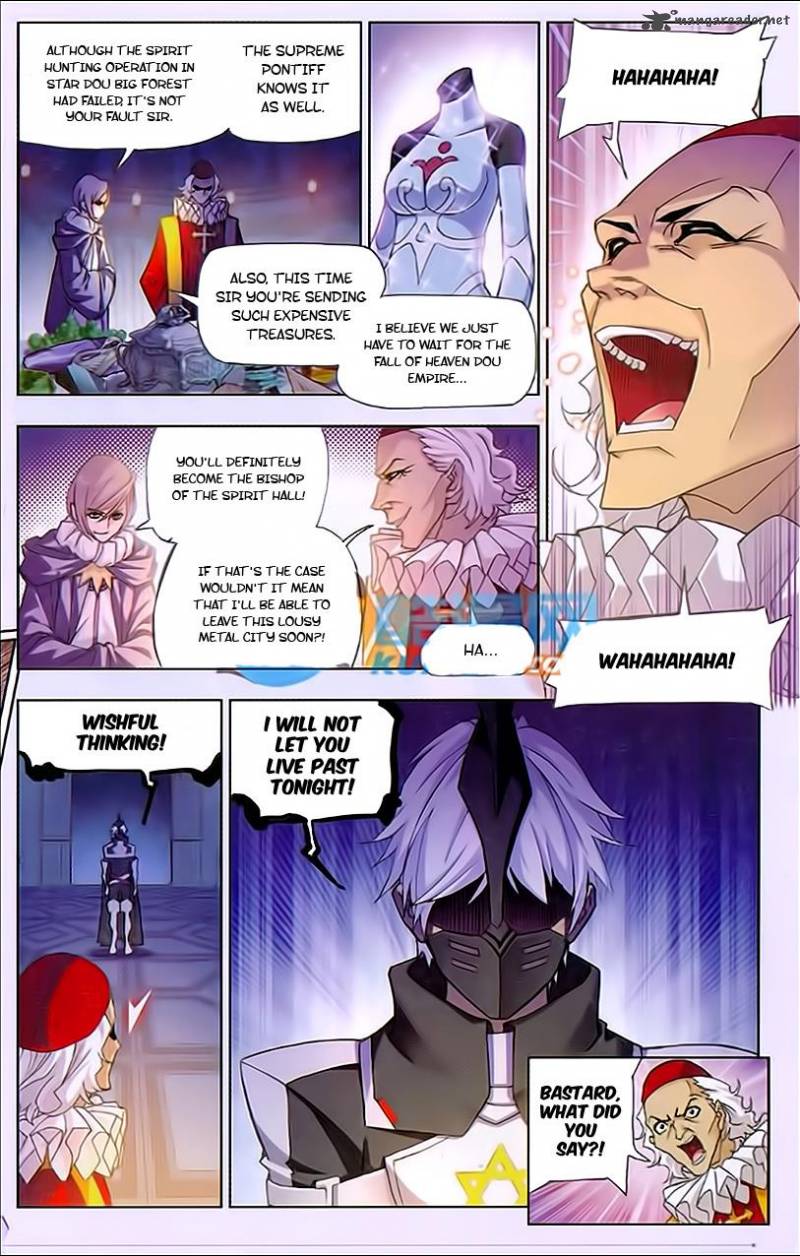 mangareader.net
ALTHOUGH THE SPIRIT
HUNTING OPERATION IN
STAR DOU BIG FOREST
HAD FAILED, IT'S NOT
YOUR FAULT SIR.
THE SUPREME
PONTIFF
KNOWS IT
AS WELL.
ALSO, THIS TIME
SIR YOU'RE SENDING
SUCH EXPENSIVE
TREASURES.
I BELIEVE WE JUST
HAVE TO WAIT FOR THE
FALL OF HEAVEN DOU
EMPIRE...
HAHAHAHA!
YOU'LL DEFINITELY
BECOME THE BISHOP
OF THE SPIRIT HALL!
IF THAT'S THE CASE
WOULDN'T IT MEAN
THAT I'LL BE ABLE TO
LEAVE THIS LOUSY
METAL CITY SOON?!
HA...
WAHAHAHAHA!
WISHFUL
THINKING!
I WILL NOT
LET YOU
LIVE PAST
TONIGHT!
BASTARD,
WHAT DID
YOU
SAY?!